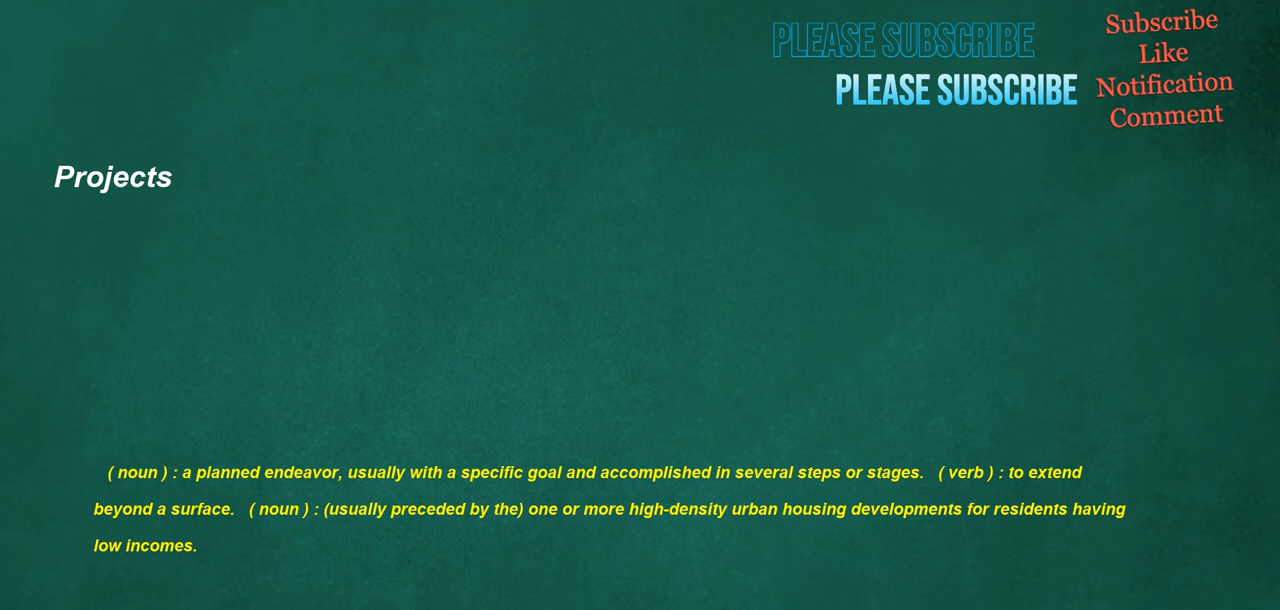 PLEASE SUBSCRIBE
PLEASE SUBSCRIBE
Subscribe
Like
Notification
Comment
Projects
( noun ) : a planned endeavor, usually with a specific goal and accomplished in several steps or stages. ( verb ) : to extend
beyond a surface. ( noun ) : (usually preceded by the) one or more high-density urban housing developments for residents having
low incomes.